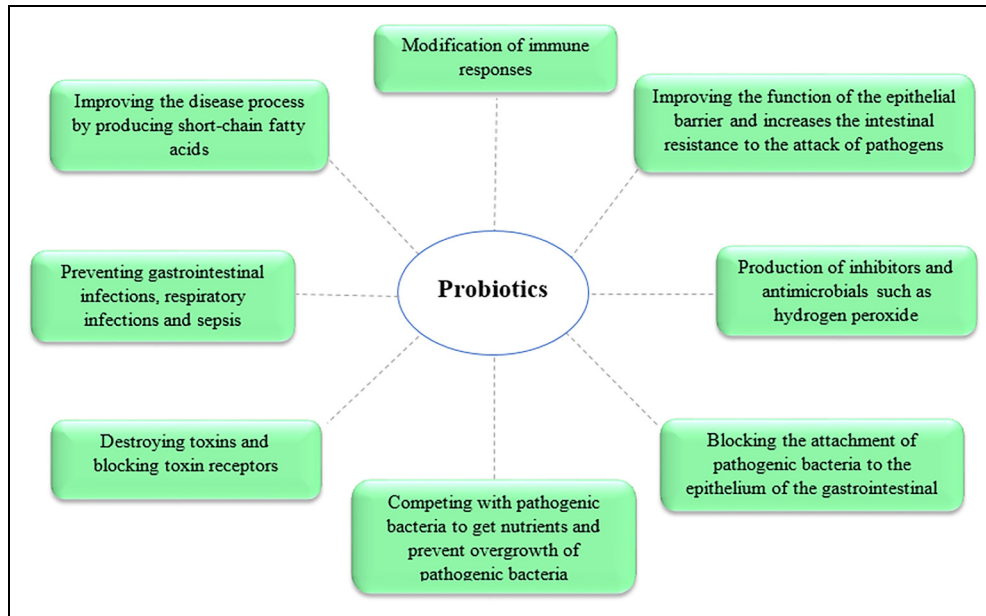 Modification of immune
responses
Improving the disease process
by producing short-chain fatty
acids
Improving the function of the epithelial
barrier and increases the intestinal
resistance to the attack of pathogens
Preventing gastrointestinal
infections, respiratory
infections and sepsis
Probiotics
Production of inhibitors and
antimicrobials such as
hydrogen peroxide
Destroying toxins and
blocking toxin receptors
Blocking the attachment of
pathogenic bacteria to the
epithelium of the gastrointestinal
Competing with pathogenic
bacteria to get nutrients and
prevent overgrowth of
pathogenic bacteria